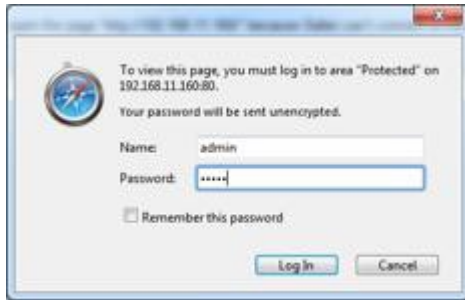 To view this page, you must log in to area "Protected" on
192.168.11.160:80.
Your password will be sent unencrypted.
Name: admin
Password: •••••
Remember this password
Log In Cancel